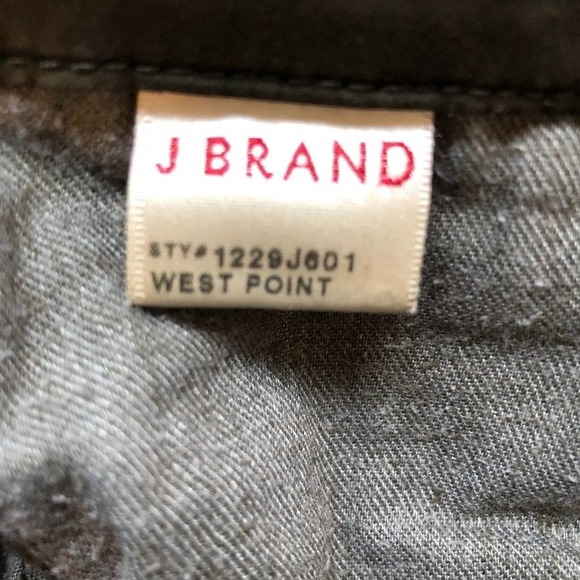 J BRAND
STY# 1229J601
WEST POINT